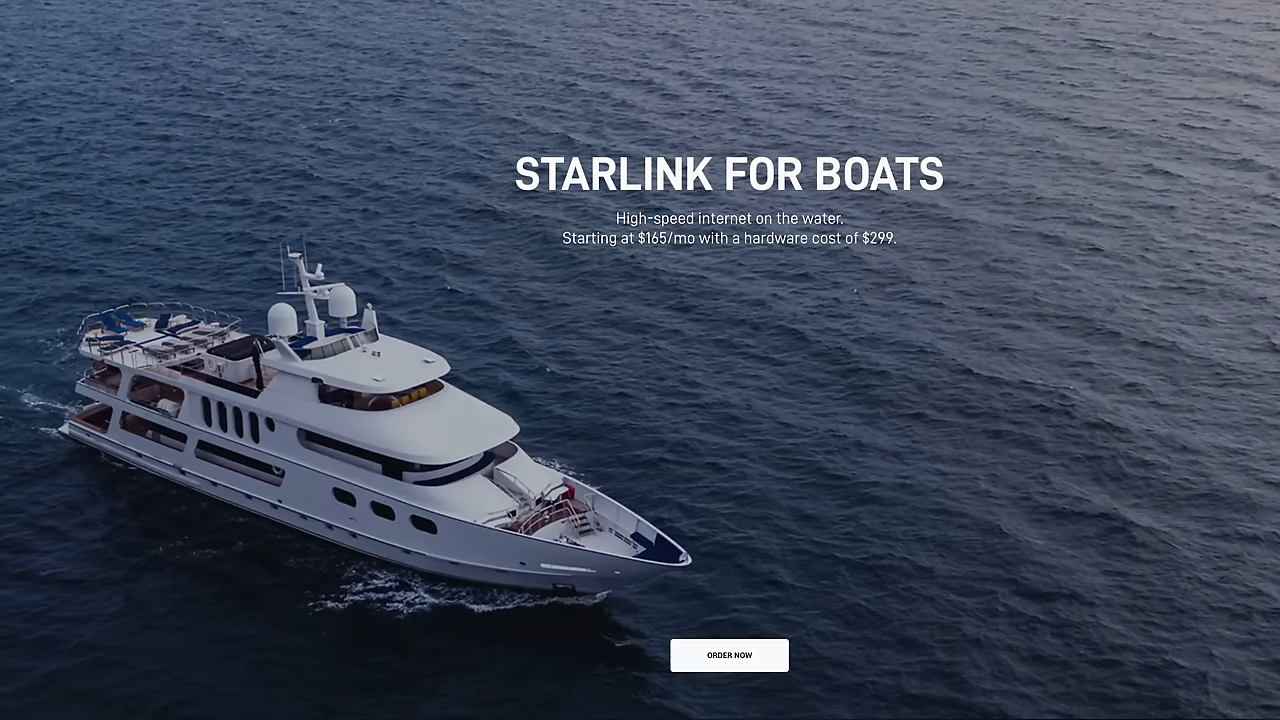 STARLINK FOR BOATS
High-speed internet on the water.
Starting at $165/mo with a hardware cost of $299.
ORDER NOW